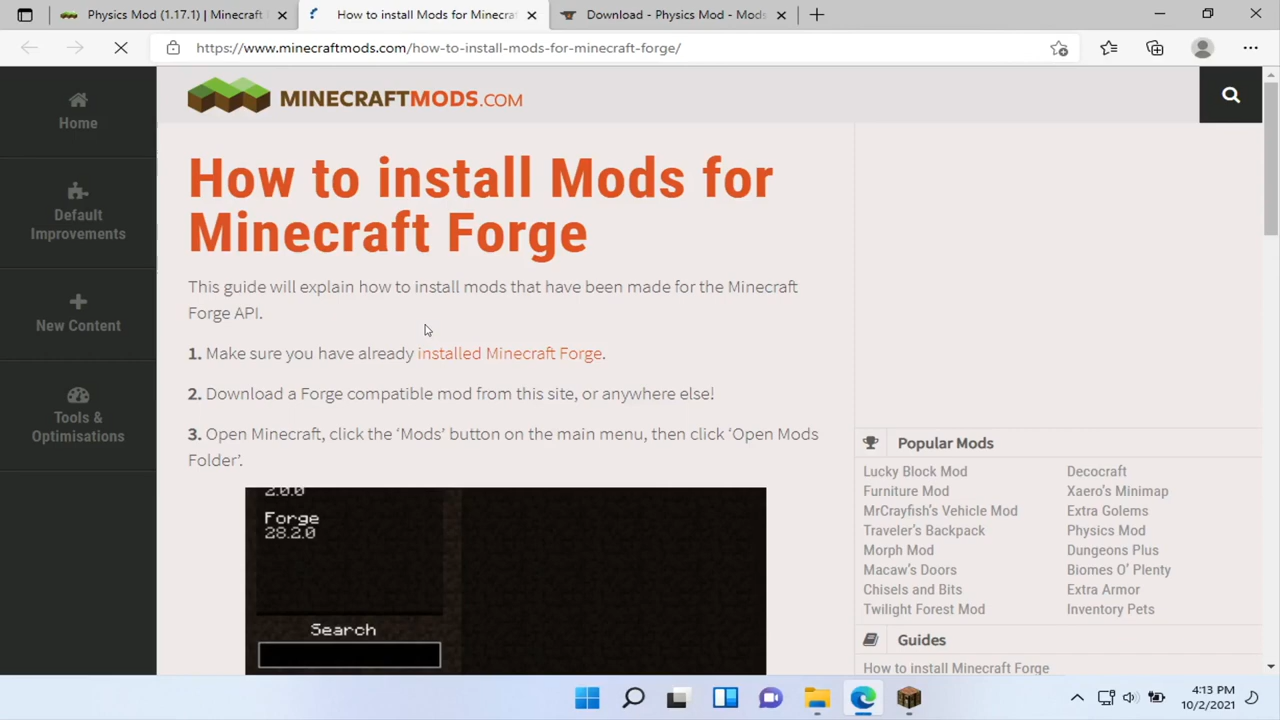 Physics Mod (1.17.1) | Minecraft
How to install Mods for Minecra
Download - Physics Mod - Mods
https://www.minecraftmods.com/how-to-install-mods-for-minecraft-forge/
Home
Default
Improvements
New Content
Tools &
Optimisations
MINECRAFTMODS.COM
How to install Mods for
Minecraft Forge
This guide will explain how to install mods that have been made for the Minecraft
Forge API.
1. Make sure you have already installed Minecraft Forge.
2. Download a Forge compatible mod from this site, or anywhere else!
3. Open Minecraft, click the ‘Mods’ button on the main menu, then click ‘Open Mods
Folder’.
2.0.0
Forge
28.2.0
Search
Popular Mods
Lucky Block Mod
Furniture Mod
MrCrayfish's Vehicle Mod
Traveler's Backpack
Morph Mod
Macaw's Doors
Chisels and Bits
Twilight Forest Mod
Decocraft
Xaero's Minimap
Extra Golems
Physics Mod
Dungeons Plus
Biomes O’ Plenty
Extra Armor
Inventory Pets
Guides
How to install Minecraft Forge
4:13 PM
10/2/2021